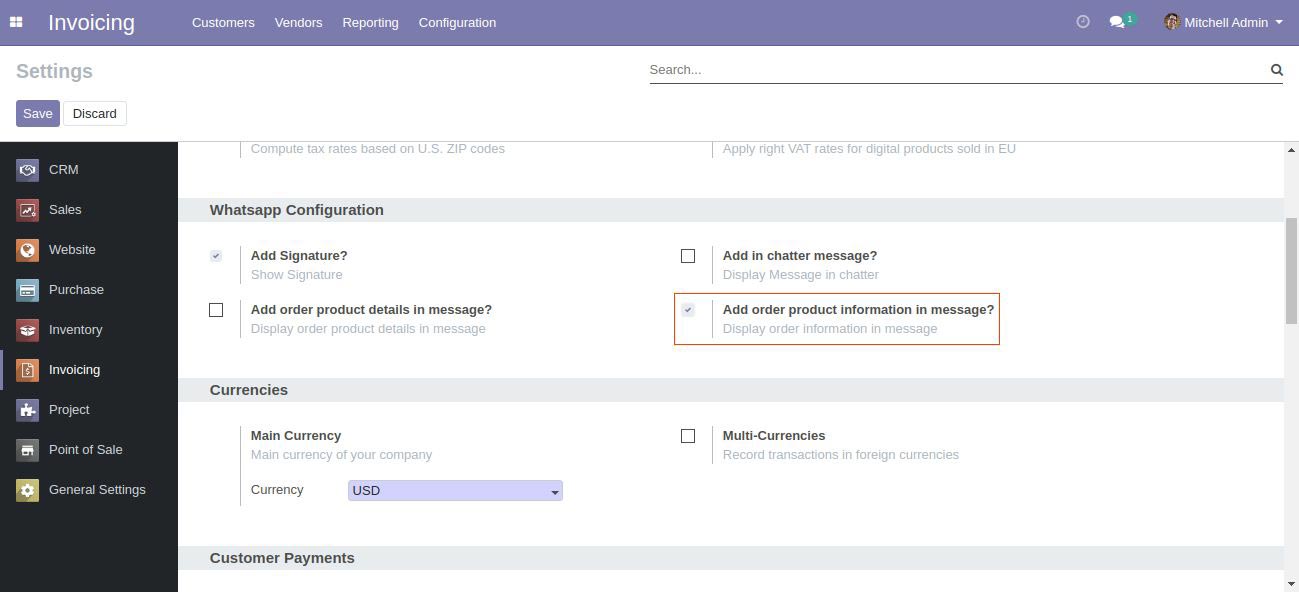 Invoicing
Customers
Vendors
Reporting
Configuration
1
Mitchell Admin
Settings
Search...
Save
Discard
CRM
Sales
Website
Purchase
Inventory
Invoicing
Project
Point of Sale
General Settings
Compute tax rates based on U.S. ZIP codes
Apply right VAT rates for digital products sold in EU
Whatsapp Configuration
Add Signature?
Show Signature
Add in chatter message?
Display Message in chatter
Add order product details in message?
Display order product details in message
Add order product information in message?
Display order information in message
Currencies
Main Currency
Main currency of your company
Currency
USD
Multi-Currencies
Record transactions in foreign currencies
Customer Payments